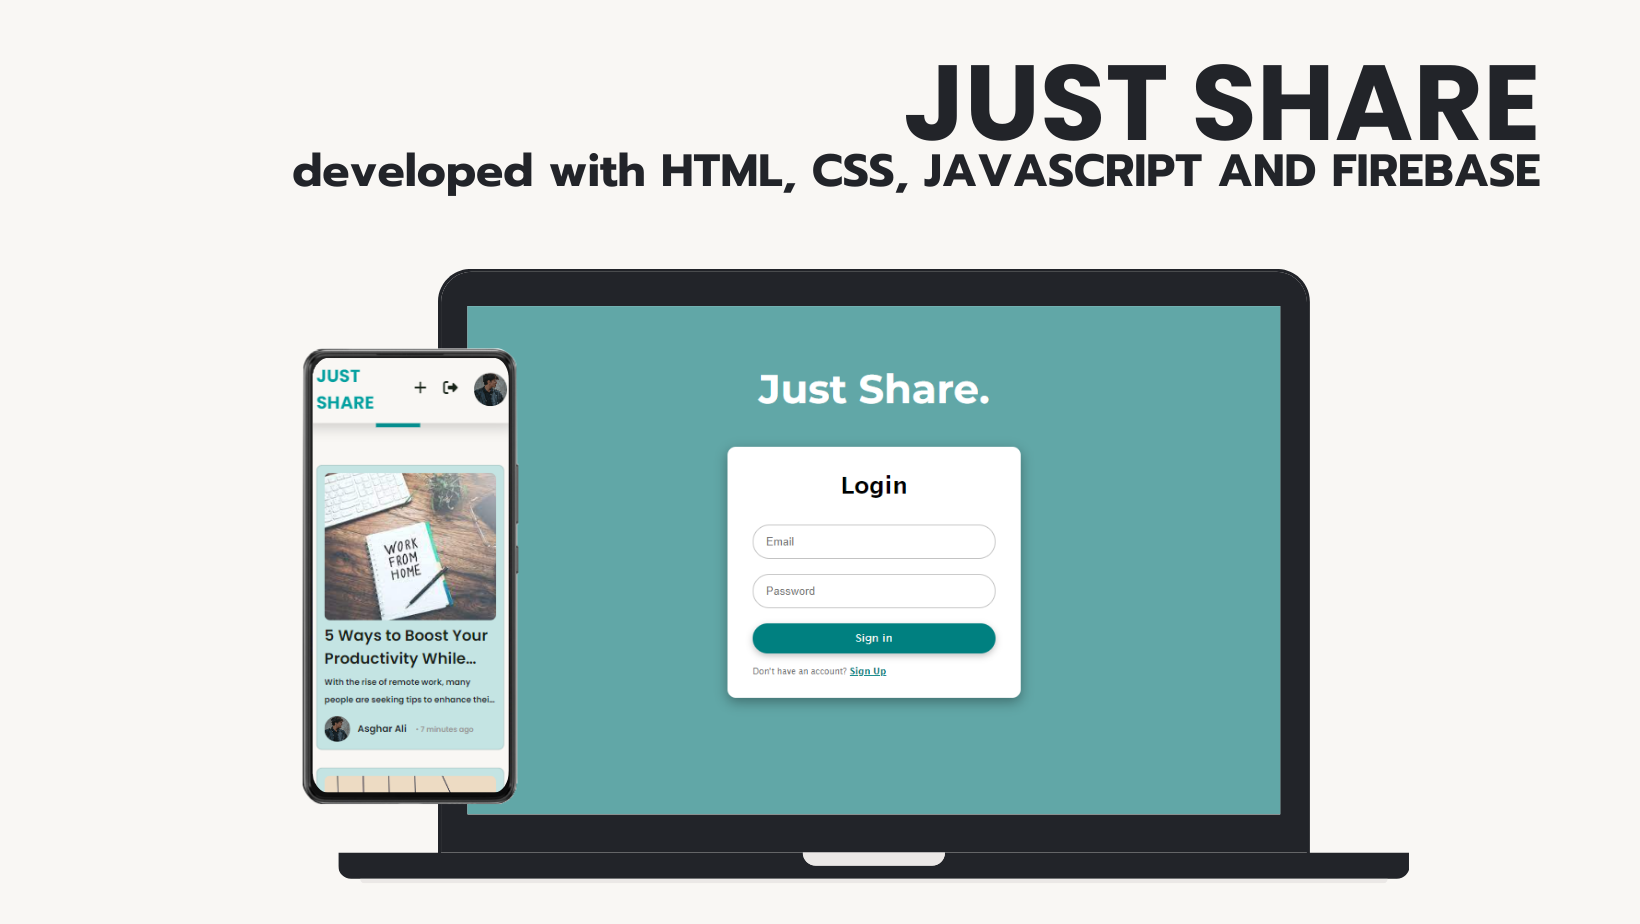 JUST SHARE
developed with HTML, CSS, JAVASCRIPT AND FIREBASE
JUST
SHARE
WORK
FROM
HOME
5 Ways to Boost Your
Productivity While...
With the rise of remote work, many
people are seeking tips to enhance thei...
Asghar Ali • 7 minutes ago
Just Share.
Login
Email
Password
Sign in
Don't have an account? Sign Up